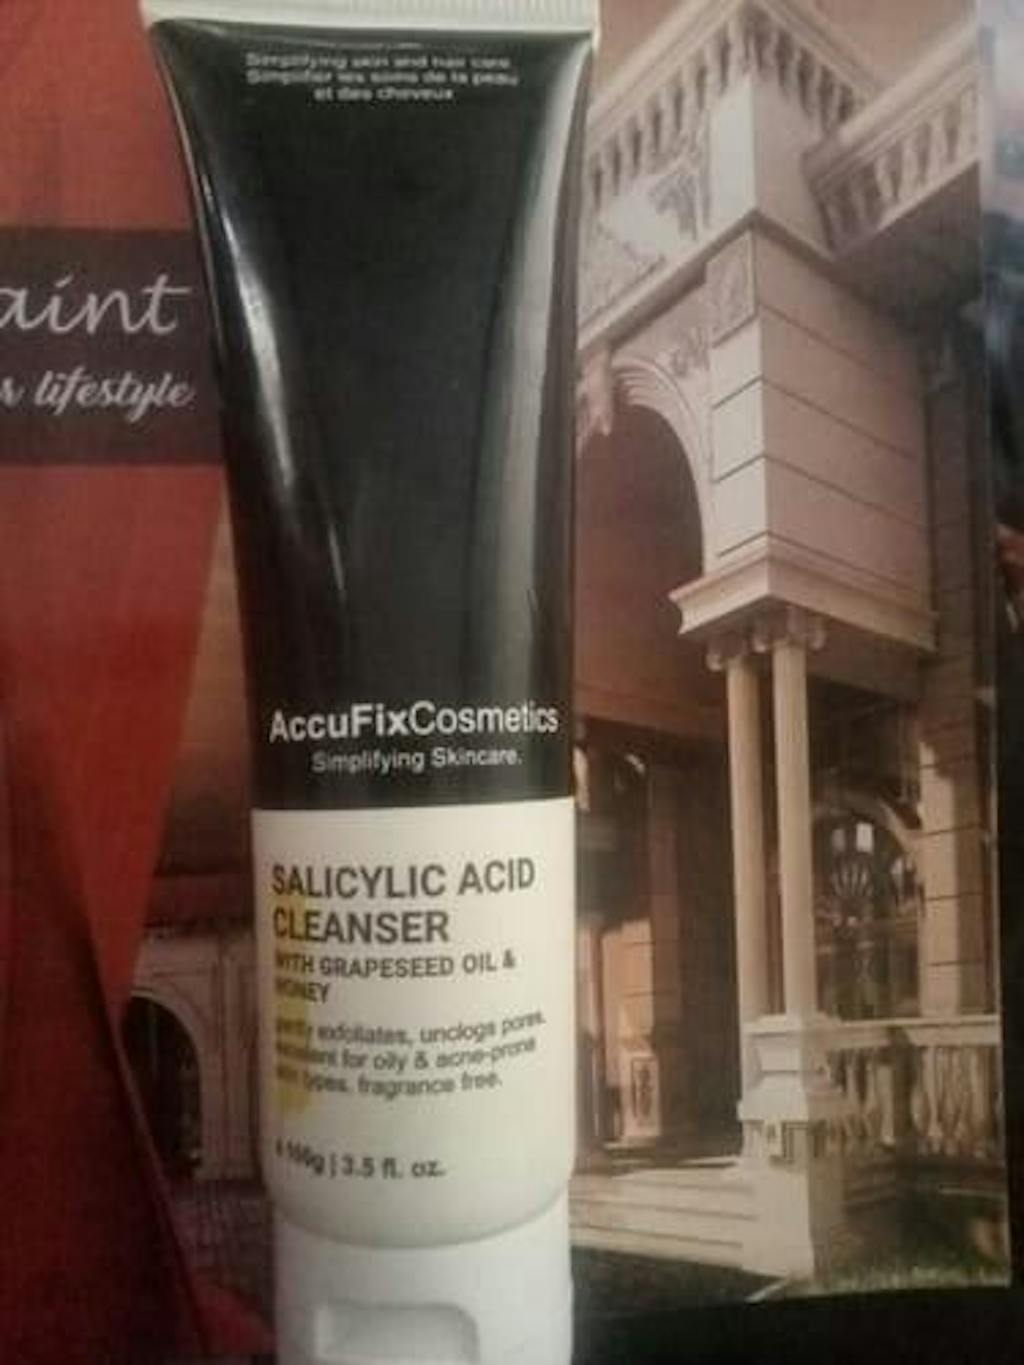 Simplifying skin and hair care.
Simplifier les soins de la peau
et des cheveux
aint
r lifestyle
AccuFixCosmetics
Simplifying Skincare.
SALICYLIC ACID
CLEANSER
WITH GRAPESEED OIL &
HONEY
exfoliates, unclogs pores.
for oily & acne-prone
types. fragrance free.
100g | 3.5 fl. oz.